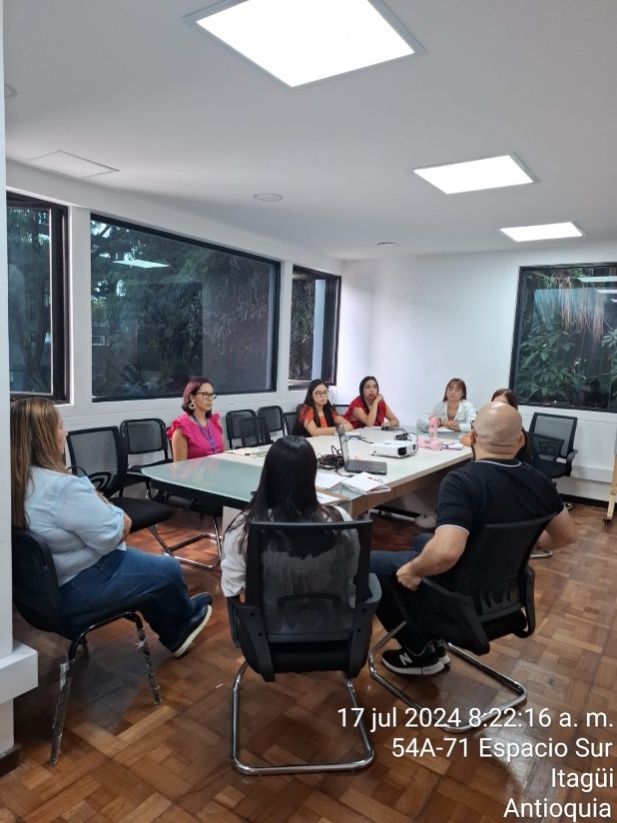 17 jul 2024 8:22:16 a. m.
54A-71 Espacio Sur
Itagüi
Antioquia